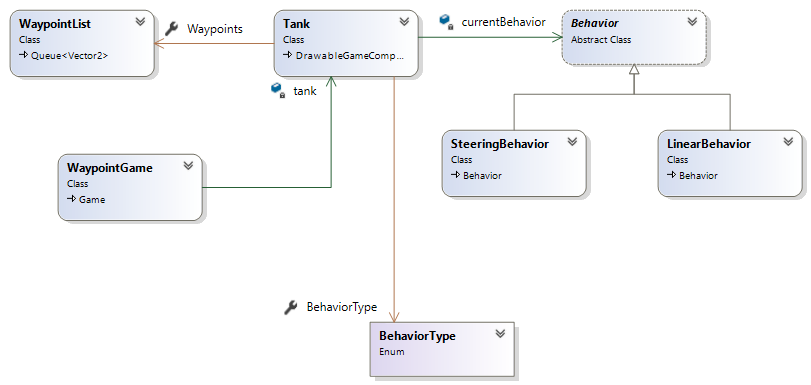 WaypointList
Class
Queue<Vector2>
Waypoints
Tank
Class
DrawableGameComp...
currentBehavior
Behavior
Abstract Class
tank
SteeringBehavior
Class
Behavior
LinearBehavior
Class
Behavior
WaypointGame
Class
Game
BehaviorType
BehaviorType
Enum